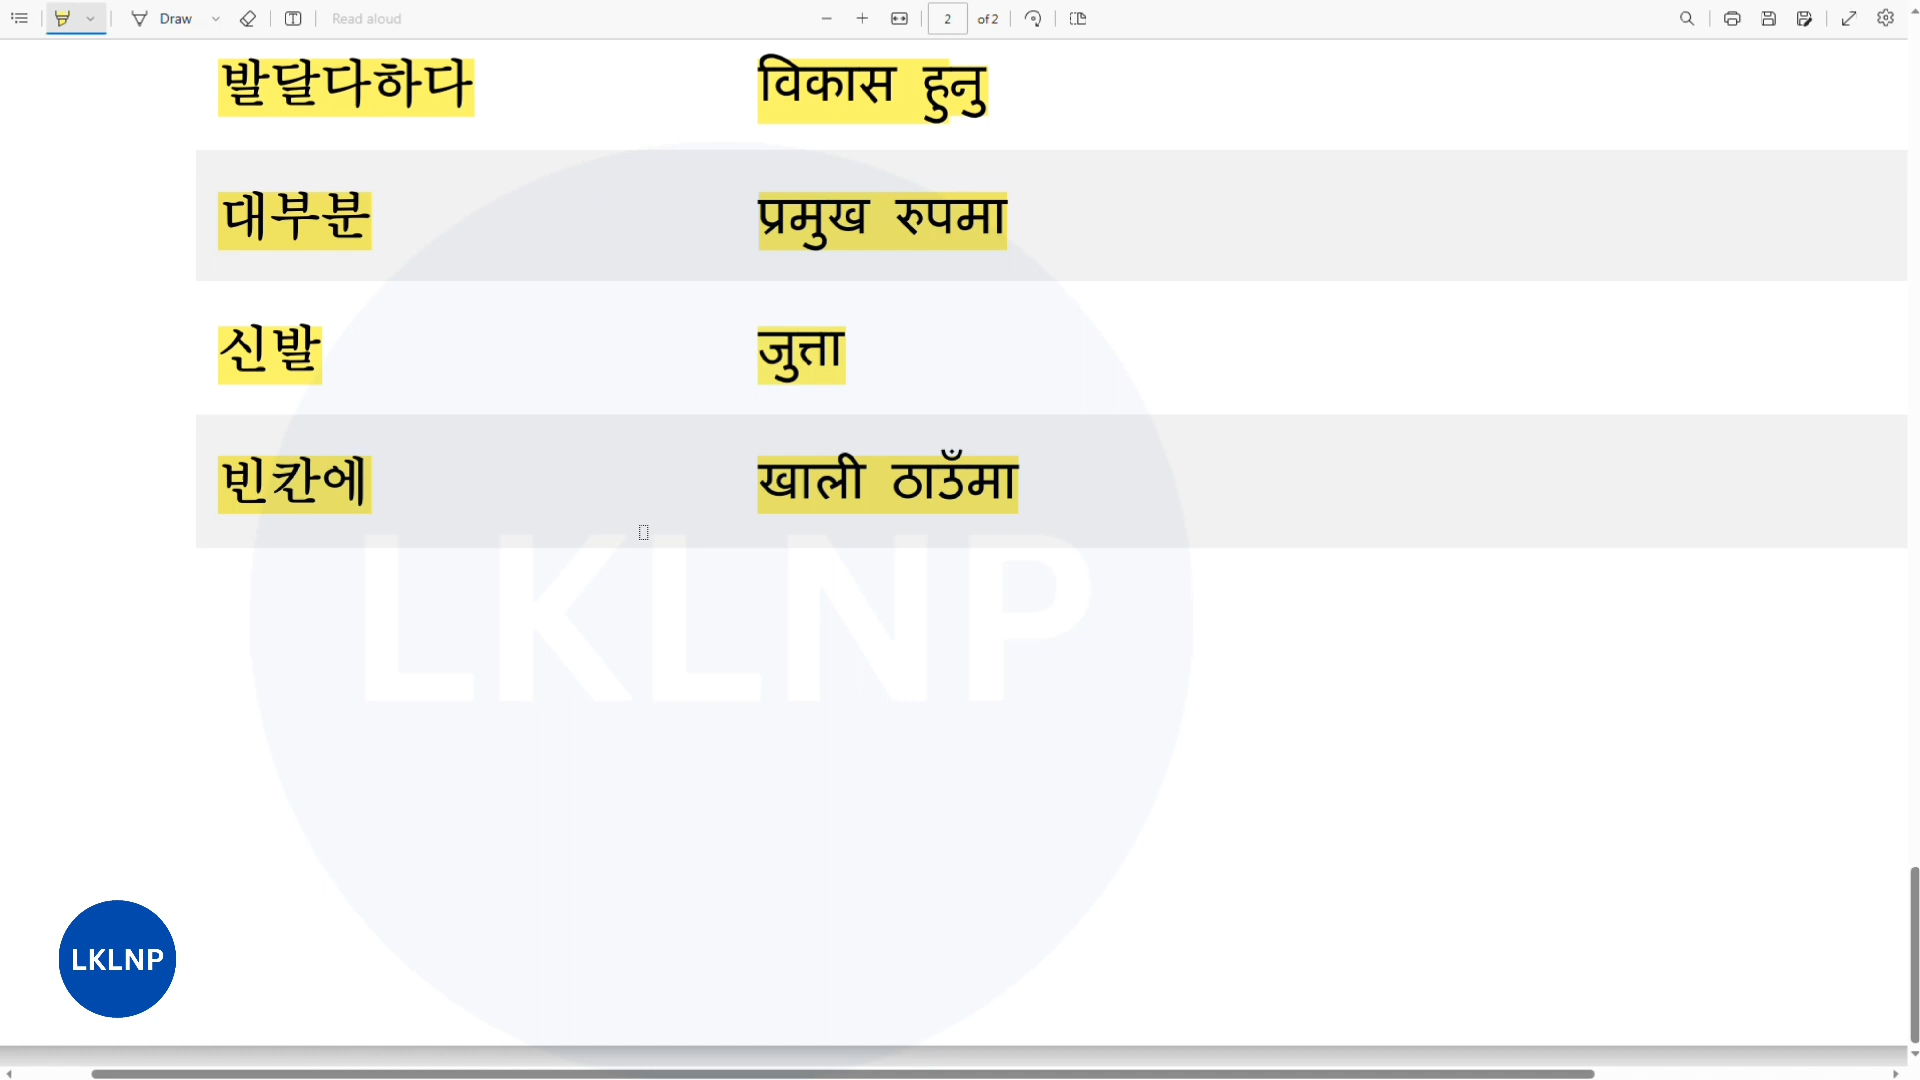 Draw
Read aloud
2 of 2
발달다하다 विकास हुनु
대부분 प्रमुख रुपमा
신발 जुत्ता
빈칸에 खाली ठाउँमा
LKLNP
LKLNP